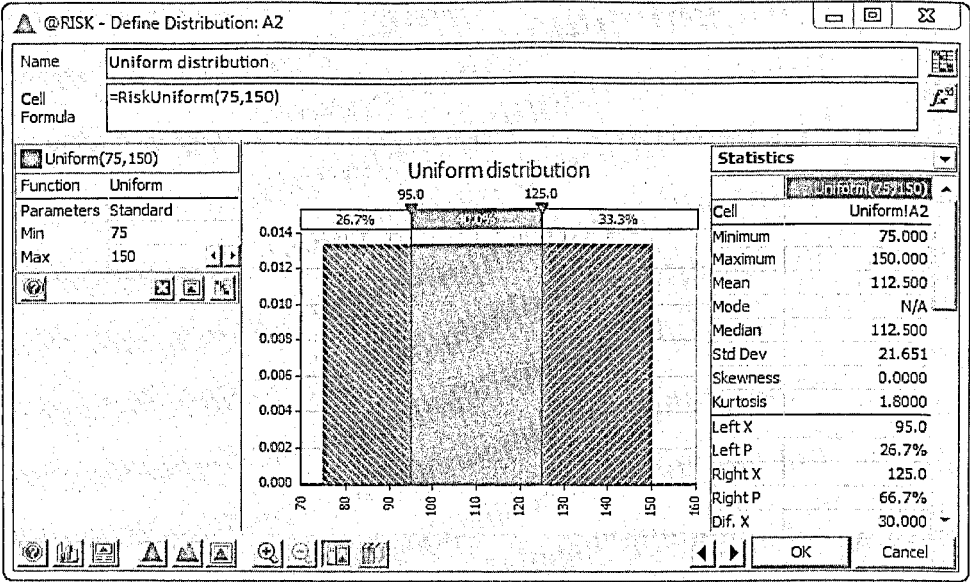 @RISK - Define Distribution: A2
Name Uniform distribution
Cell Formula =RiskUniform(75,150)
Uniform(75,150)
Function Uniform
Parameters Standard
Min 75
Max 150
Uniform distribution
95.0 125.0
26.7% 40.0% 33.3%
0.014
0.012
0.010
0.008
0.006
0.004
0.002
0.000
70 80 90 100 110 120 130 140 150 160
Statistics
Uniform(75,150)
Cell Uniform!A2
Minimum 75.000
Maximum 150.000
Mean 112.500
Mode N/A
Median 112.500
Std Dev 21.651
Skewness 0.0000
Kurtosis 1.8000
Left X 95.0
Left P 26.7%
Right X 125.0
Right P 66.7%
Dif. X 30.000
OK Cancel